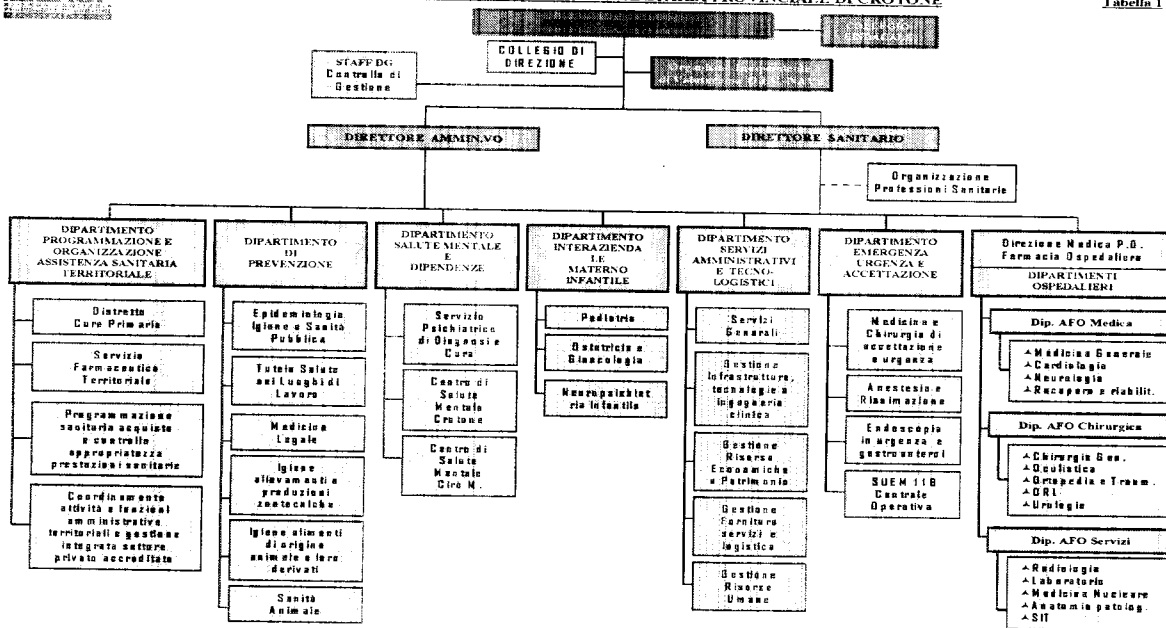 PROVINCIALE DI CROTONE
Tabella 1
COLLEGIO DI
DIREZIONE
STAFF DG
Controllo di
Gestione
DIRETTORE AMMIN.VO
DIRETTORE SANITARIO
Organizzazione
Professioni Sanitarie
DIPARTIMENTO
PROGRAMMAZIONE E
ORGANIZZAZIONE
ASSISTENZA SANITARIA
TERRITORIALE
Distretto
Cure Primarie
Servizio
Farmaceutico
Territoriale
Programmazione
sanitaria acquisto
e controllo
appropriatezza
prestazioni sanitarie
Coordinamento
attività e funzioni
amministrative
territoriali e gestione
integrata settore
privato accreditato
DIPARTIMENTO
DI
PREVENZIONE
Epidemiologia
Igiene e Sanità
Pubblica
Tutela Salute
nei Luoghi di
Lavoro
Medicina
Legale
Igiene
allevamenti e
produzioni
zootecniche
Igiene alimenti
di origine
animale e loro
derivati
Sanità
Animale
DIPARTIMENTO
SALUTE MENTALE
E
DIPENDENZE
Servizio
Psichiatrico
di Diagnosi e
Cura
Centro di
Salute
Mentale
Crotone
Centro di
Salute
Mentale
Cirò M.
DIPARTIMENTO
INTERAZIENDA
LE
MATERNO
INFANTILE
Pediatria
Ostetricia e
Ginecologia
Neuropsichiat
ria Infantile
DIPARTIMENTO
SERVIZI
AMMINISTRATIVI
E TECNO-
LOGISTICI
Servizi
Generali
Gestione
Infrastrutture,
tecnologie e
ingegneria
clinica
Gestione
Risorse
Economiche
e Patrimonio
Gestione
Forniture
servizi e
logistica
Gestione
Risorse
Umane
DIPARTIMENTO
EMERGENZA
URGENZA E
ACCETTAZIONE
Medicina e
Chirurgia di
accettazione
e urgenza
Anestesia e
Rianimazione
Endoscopia
in urgenza e
gastroenterol
SUEM 118
Centrale
Operativa
Direzione Medica P.O.
Farmacia Ospedaliera
DIPARTIMENTI
OSPEDALIERI
Dip. AFO Medica
Medicina Generale
Cardiologia
Neurologia
Recupero e riabilit.
Dip. AFO Chirurgica
Chirurgia Gen.
Oculistica
Ortopedia e Traum.
ORL
Urologia
Dip. AFO Servizi
Radiologia
Laboratorio
Medicina Nucleare
Anatomia patolog.
SIT